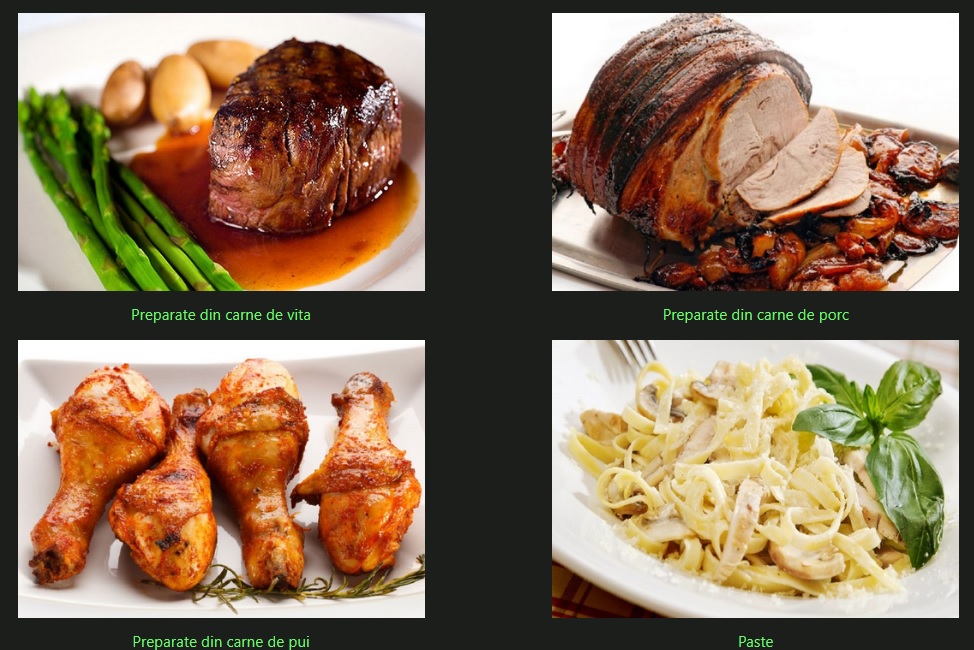 Preparate din carne de vita
Preparate din carne de porc
Preparate din carne de pui
Paste